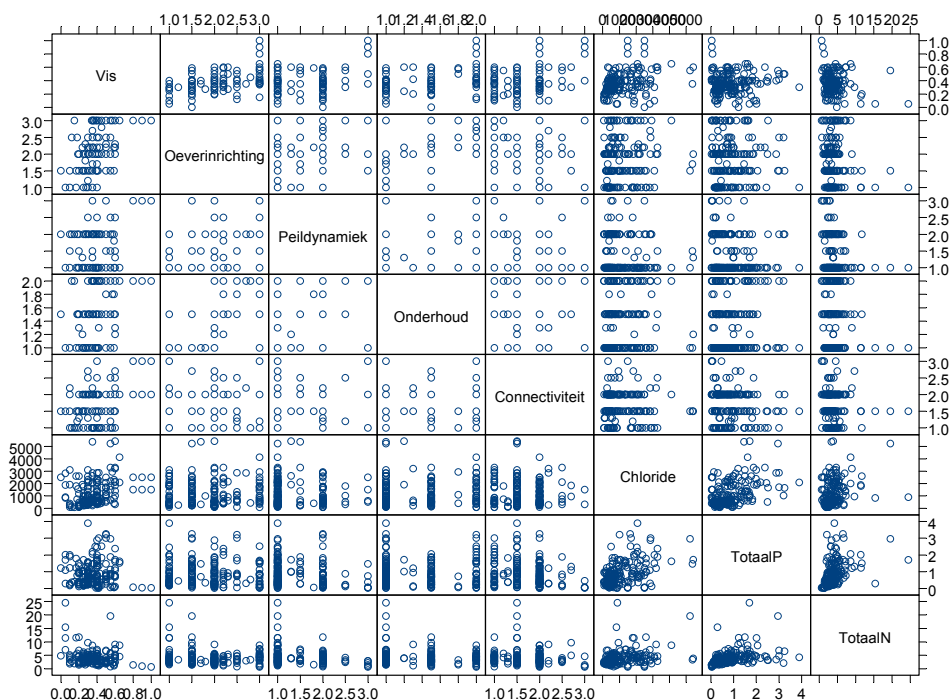 1.01.52.02.53.0 1.01.21.41.61.82.0 0 5 10 15 20 25
Vis
0.0 0.2 0.4 0.6 0.8 1.0
1.0 1.5 2.0 2.5 3.0
Oeverinrichting
Peildynamiek
1.0 1.5 2.0 2.5 3.0
1.0 1.2 1.4 1.6 1.8 2.0
Onderhoud
Connectiviteit
1.0 1.5 2.0 2.5 3.0
0 1000 2000 3000 4000 5000
Chloride
TotaalP
0 1 2 3 4
0 5 10 15 20 25
TotaalN
0.00.20.40.60.81.0 1.01.52.02.53.0 1.01.52.02.53.0 0 1 2 3 4